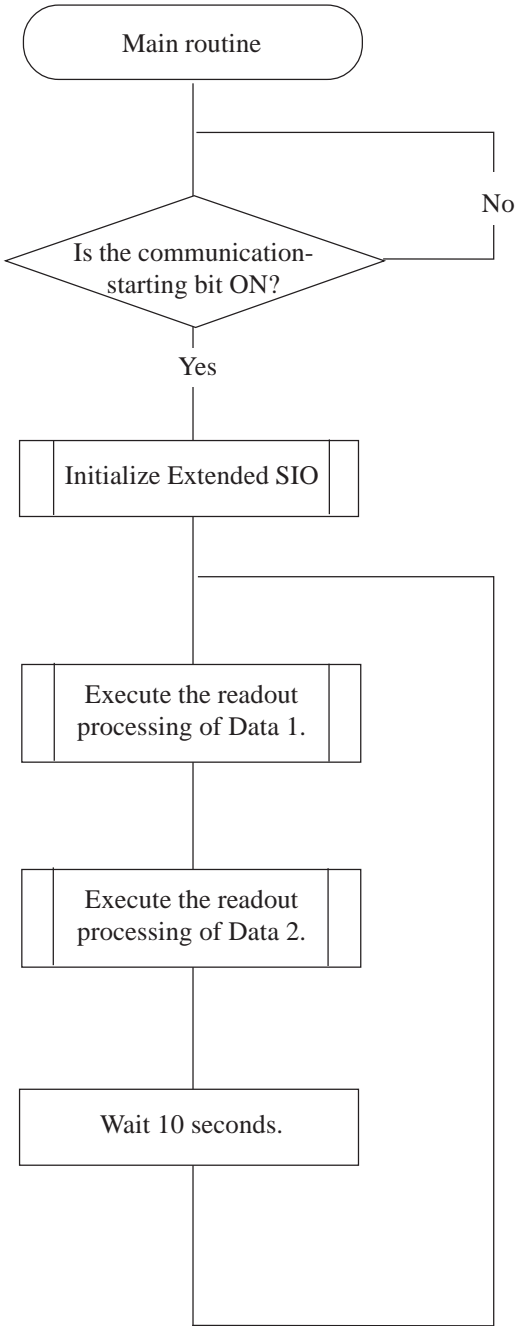 Main routine
No
Is the communication-
starting bit ON?
Yes
Initialize Extended SIO
Execute the readout
processing of Data 1.
Execute the readout
processing of Data 2.
Wait 10 seconds.